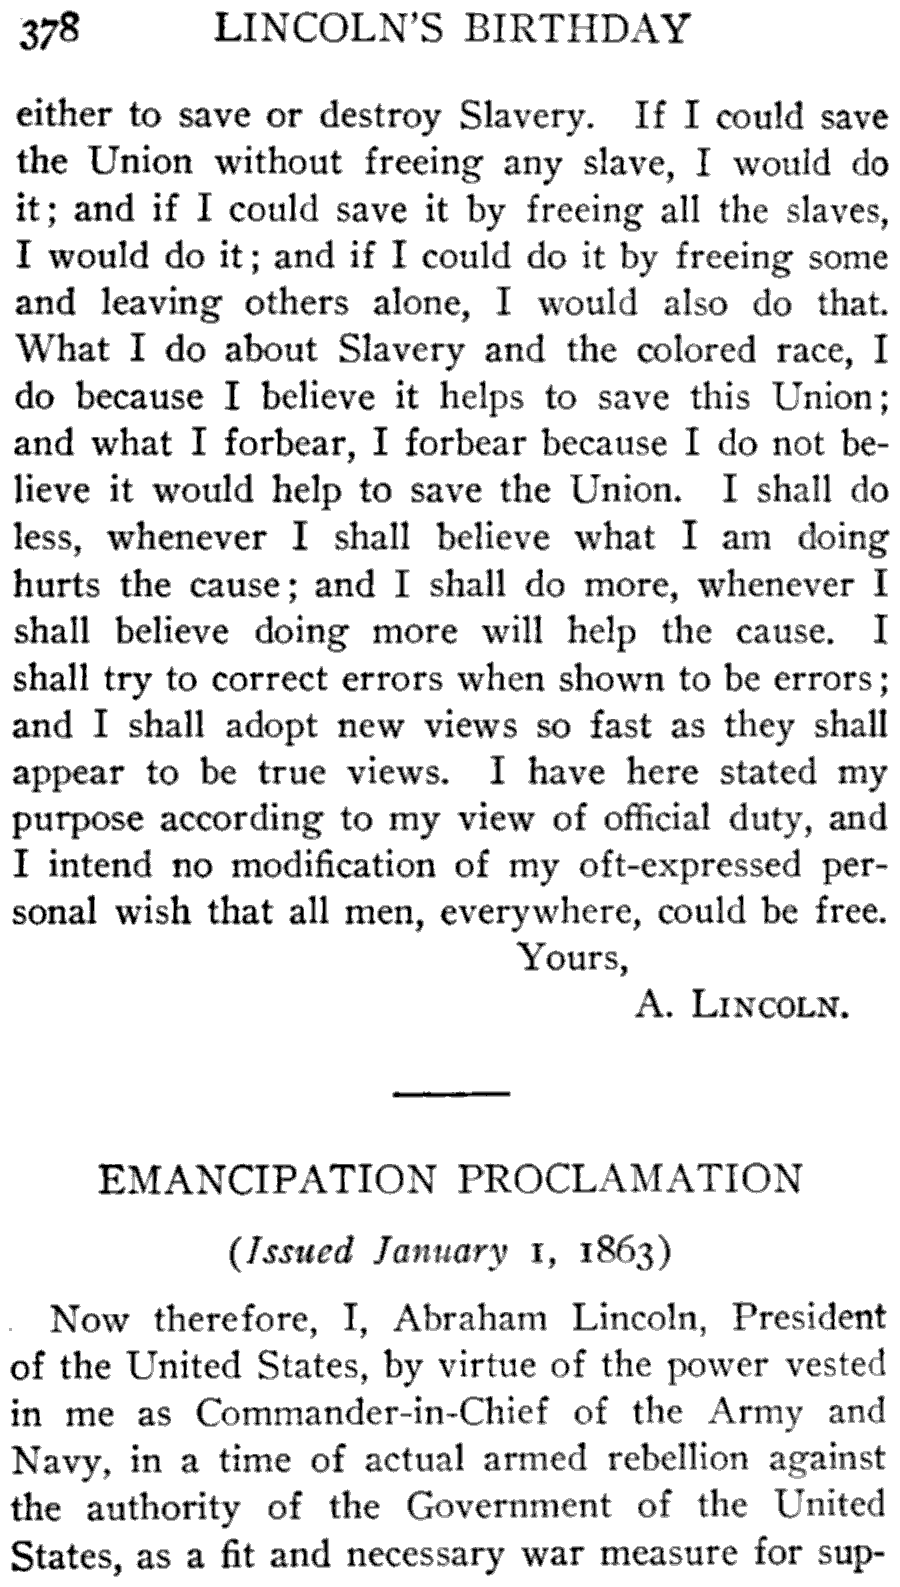 378 LINCOLN'S BIRTHDAY
either to save or destroy Slavery. If I could save
the Union without freeing any slave, I would do
it; and if I could save it by freeing all the slaves,
I would do it; and if I could do it by freeing some
and leaving others alone, I would also do that.
What I do about Slavery and the colored race, I
do because I believe it helps to save this Union;
and what I forbear, I forbear because I do not be-
lieve it would help to save the Union. I shall do
less, whenever I shall believe what I am doing
hurts the cause; and I shall do more, whenever I
shall believe doing more will help the cause. I
shall try to correct errors when shown to be errors;
and I shall adopt new views so fast as they shall
appear to be true views. I have here stated my
purpose according to my view of official duty, and
I intend no modification of my oft-expressed per-
sonal wish that all men, everywhere, could be free.
Yours,
A. LINCOLN.
EMANCIPATION PROCLAMATION
(Issued January 1, 1863)
Now therefore, I, Abraham Lincoln, President
of the United States, by virtue of the power vested
in me as Commander-in-Chief of the Army and
Navy, in a time of actual armed rebellion against
the authority of the Government of the United
States, as a fit and necessary war measure for sup-